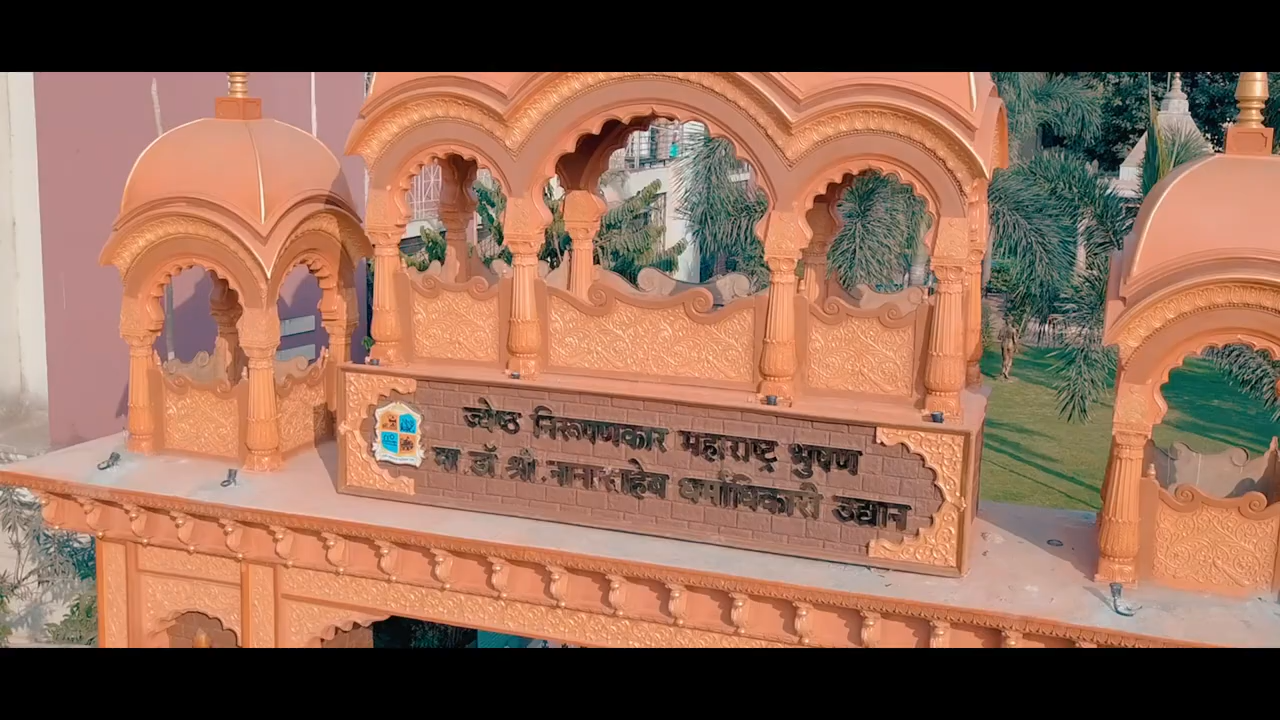 ज्येष्ठ निरूपणकार महाराष्ट्र भुषण
मा.डॉ.श्री.नानासाहेब धर्माधिकारी उद्यान